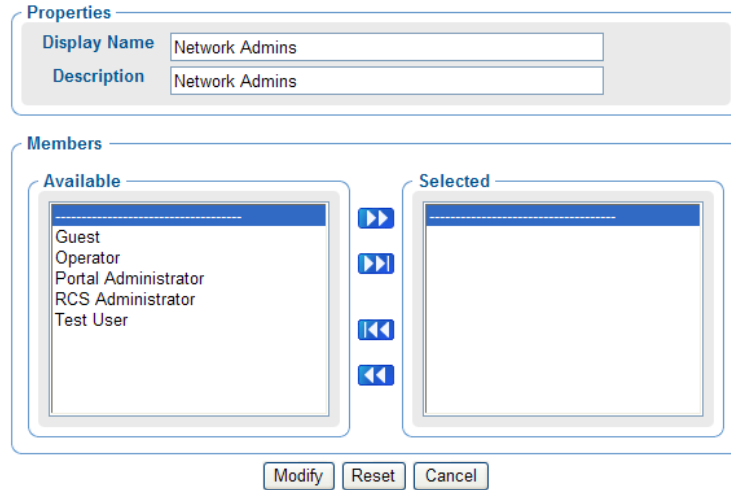 Properties
Display Name Network Admins
Description Network Admins
Members
Available
Selected
-----------------------------------
Guest
Operator
Portal Administrator
RCS Administrator
Test User
-----------------------------------
Modify Reset Cancel